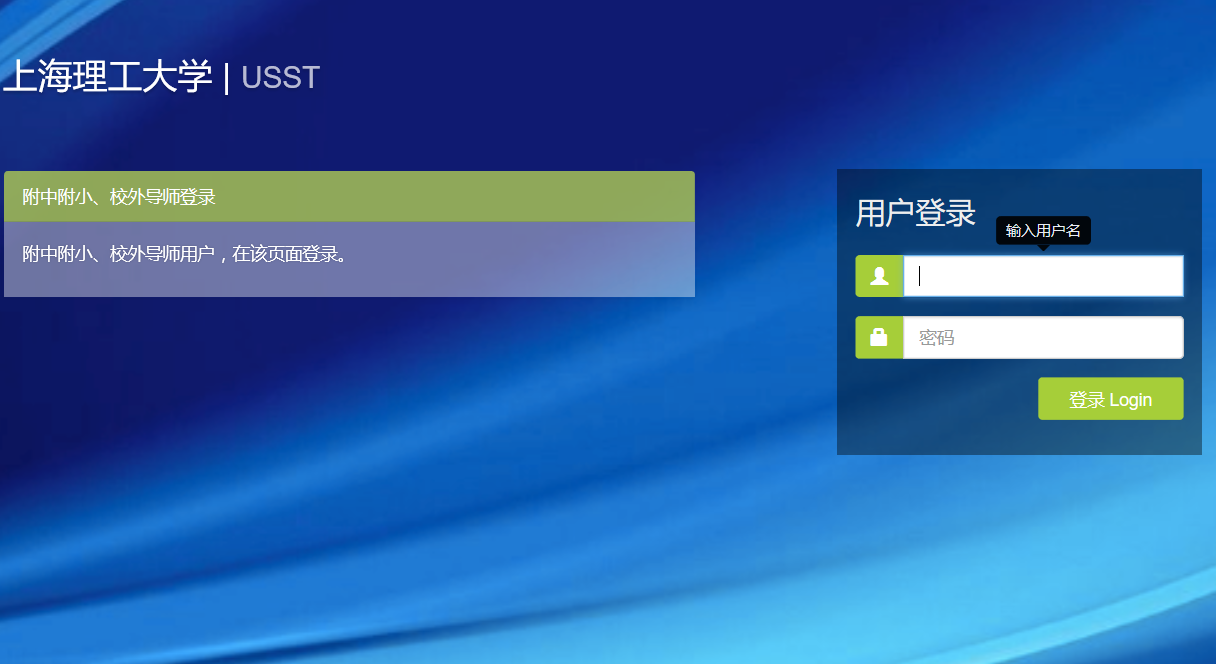 上海理工大学 | USST
附中附小、校外导师登录
附中附小、校外导师用户，在该页面登录。
用户登录
输入用户名
密码
登录 Login